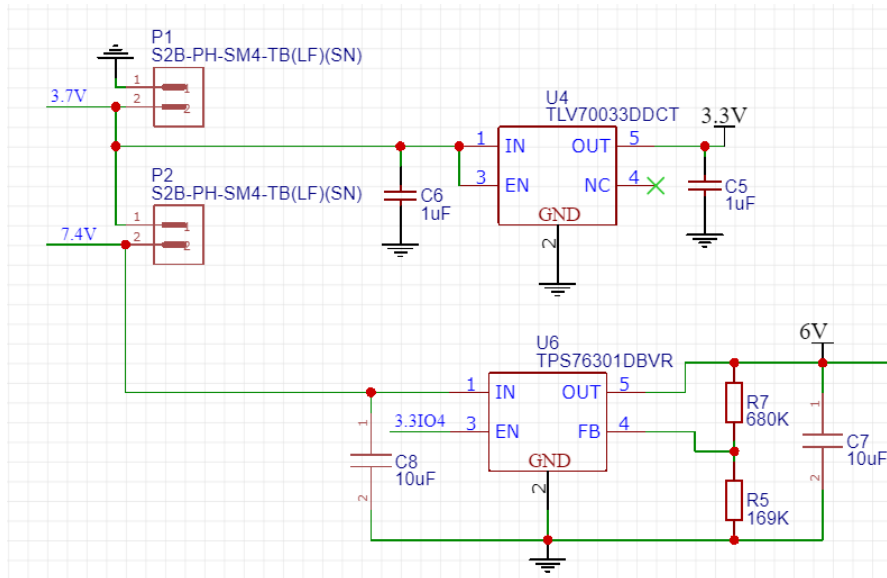 P1
S2B-PH-SM4-TB(LF)(SN)
1 1
3.7V 2 2
P2
S2B-PH-SM4-TB(LF)(SN)
1 1
7.4V 2 2
C6
1uF
U4
TLV70033DDCT
1 IN OUT 5
3 EN NC 4
GND
2
3.3V
C5
1uF
U6
TPS76301DBVR
1 IN OUT 5
3.3IO4 3 EN FB 4
GND
2
1
C8
10uF
2
6V
R7
680K
R5
169K
1
C7
10uF
2